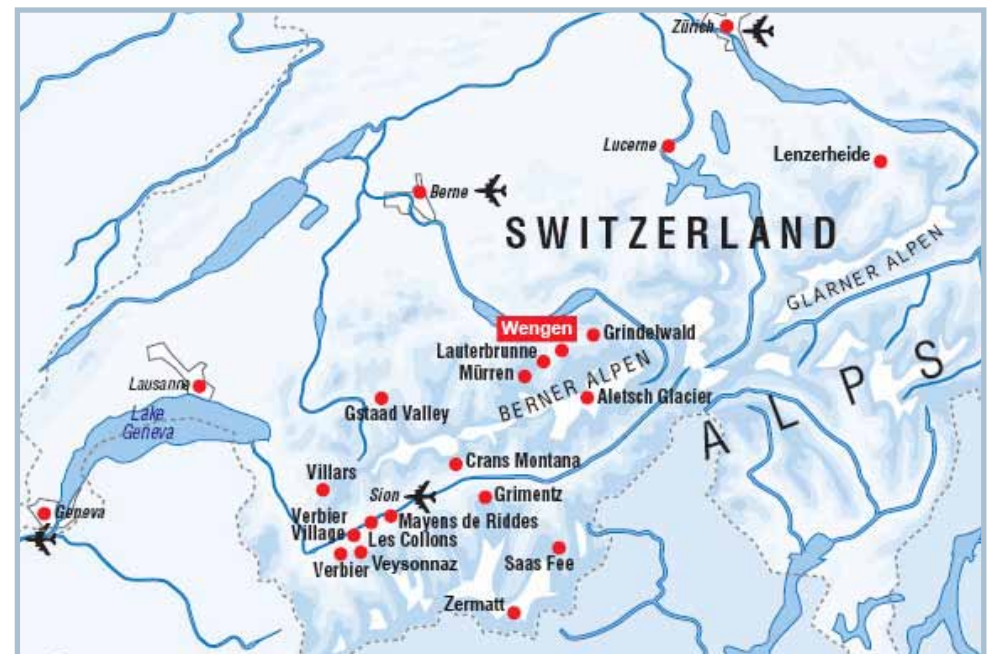 Zürich
Lucerne
Lenzerheide
Berne
SWITZERLAND
GLARNER ALPEN
Wengen
Grindelwald
Lauterbrunne
Mürren
BERNER ALPEN
Aletsch Glacier
ALPS
Lausanne
Lake
Geneva
Gstaad Valley
Crans Montana
Villars
Sion
Grimentz
Geneva
Verbier
Village
Mayens de Riddes
Les Collons
Verbier
Veysonnaz
Saas Fee
Zermatt